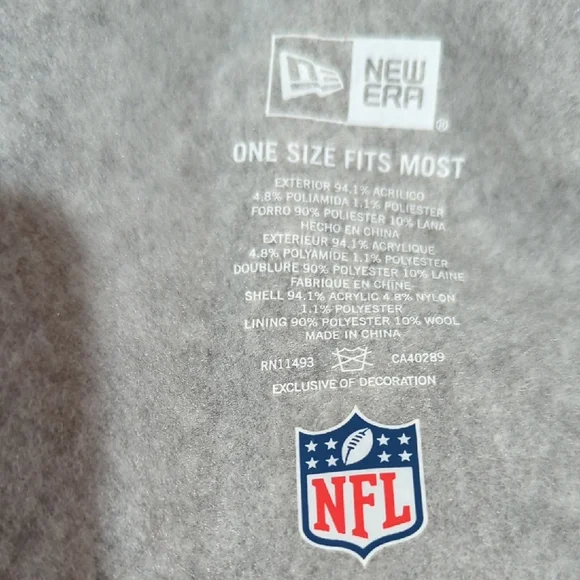 NEW
ERA
®
ONE SIZE FITS MOST
EXTERIOR 94.1% ACRILICO
4.8% POLIAMIDA 1.1% POLIESTER
FORRO 90% POLIESTER 10% LANA
HECHO EN CHINA
EXTERIEUR 94.1% ACRYLIQUE
4.8% POLYAMIDE 1.1% POLYESTER
DOUBLURE 90% POLYESTER 10% LAINE
FABRIQUE EN CHINE
SHELL 94.1% ACRYLIC 4.8% NYLON
1.1% POLYESTER
LINING 90% POLYESTER 10% WOOL
MADE IN CHINA
RN11493 CA40289
EXCLUSIVE OF DECORATION
NFL